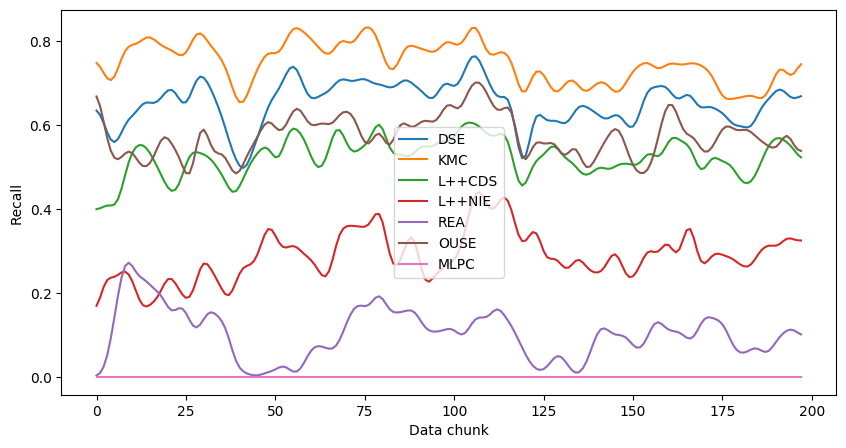 Recall
0.8
0.6
0.4
0.2
0.0
DSE
KMC
L++CDS
L++NIE
REA
OUSE
MLPC
0 25 50 75 100 125 150 175 200
Data chunk